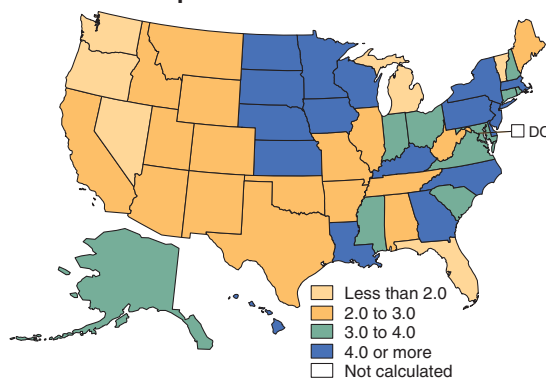 DC
Less than 2.0
2.0 to 3.0
3.0 to 4.0
4.0 or more
Not calculated